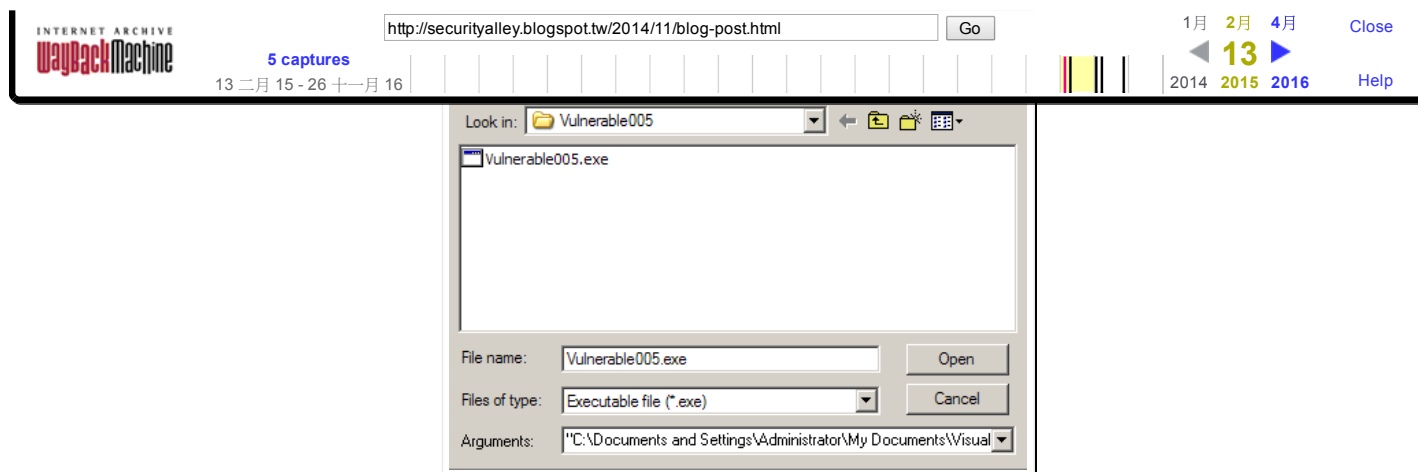 INTERNET ARCHIVE
WayBackMachine
http://securityalley.blogspot.tw/2014/11/blog-post.html
Go
5 captures
13 二月 15 - 26 十一月 16
1月 2月 4月
13
2014 2015 2016
Close
Help
Look in: Vulnerable005
Vulnerable005.exe
File name: Vulnerable005.exe
Open
Files of type: Executable file (*.exe)
Cancel
Arguments: "C:\Documents and Settings\Administrator\My Documents\Visual